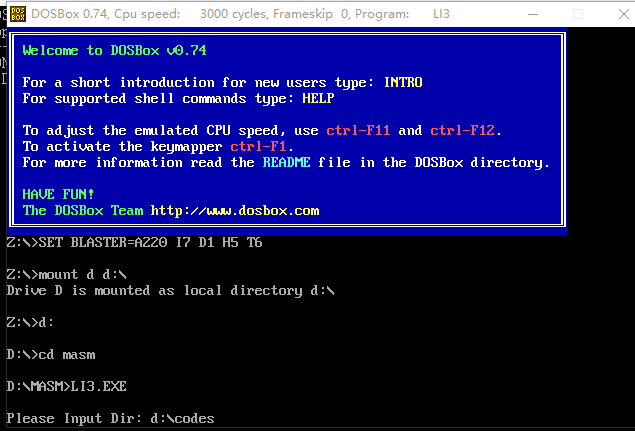 DOS BOX DOSBox 0.74, Cpu speed: 3000 cycles, Frameskip 0, Program: LI3
Welcome to DOSBox v0.74
For a short introduction for new users type: INTRO
For supported shell commands type: HELP
To adjust the emulated CPU speed, use ctrl-F11 and ctrl-F12.
To activate the keymapper ctrl-F1.
For more information read the README file in the DOSBox directory.
HAVE FUN!
The DOSBox Team http://www.dosbox.com
Z:\>SET BLASTER=A220 I7 D1 H5 T6
Z:\>mount d d:\
Drive D is mounted as local directory d:\
Z:\>d:
D:\>cd masm
D:\MASM>LI3.EXE
Please Input Dir: d:\codes